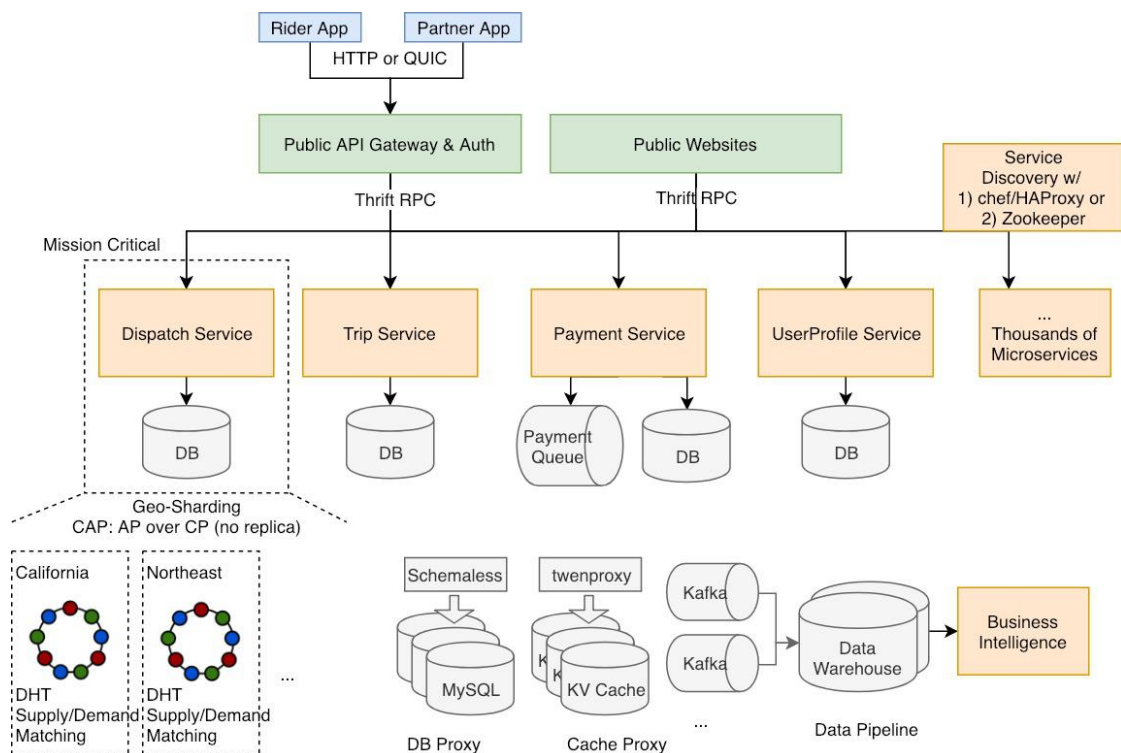 Rider App
Partner App
HTTP or QUIC
Public API Gateway & Auth
Public Websites
Service
Discovery w/
1) chef/HAProxy or
2) Zookeeper
Thrift RPC
Thrift RPC
Mission Critical
Dispatch Service
Trip Service
Payment Service
UserProfile Service
...
Thousands of
Microservices
DB
DB
Payment
Queue
DB
DB
Geo-Sharding
CAP: AP over CP (no replica)
California
Northeast
DHT
Supply/Demand
Matching
DHT
Supply/Demand
Matching
...
Schemaless
MySQL
DB Proxy
twenproxy
K
K
KV Cache
Cache Proxy
Kafka
Kafka
...
Data
Warehouse
Data Pipeline
Business
Intelligence